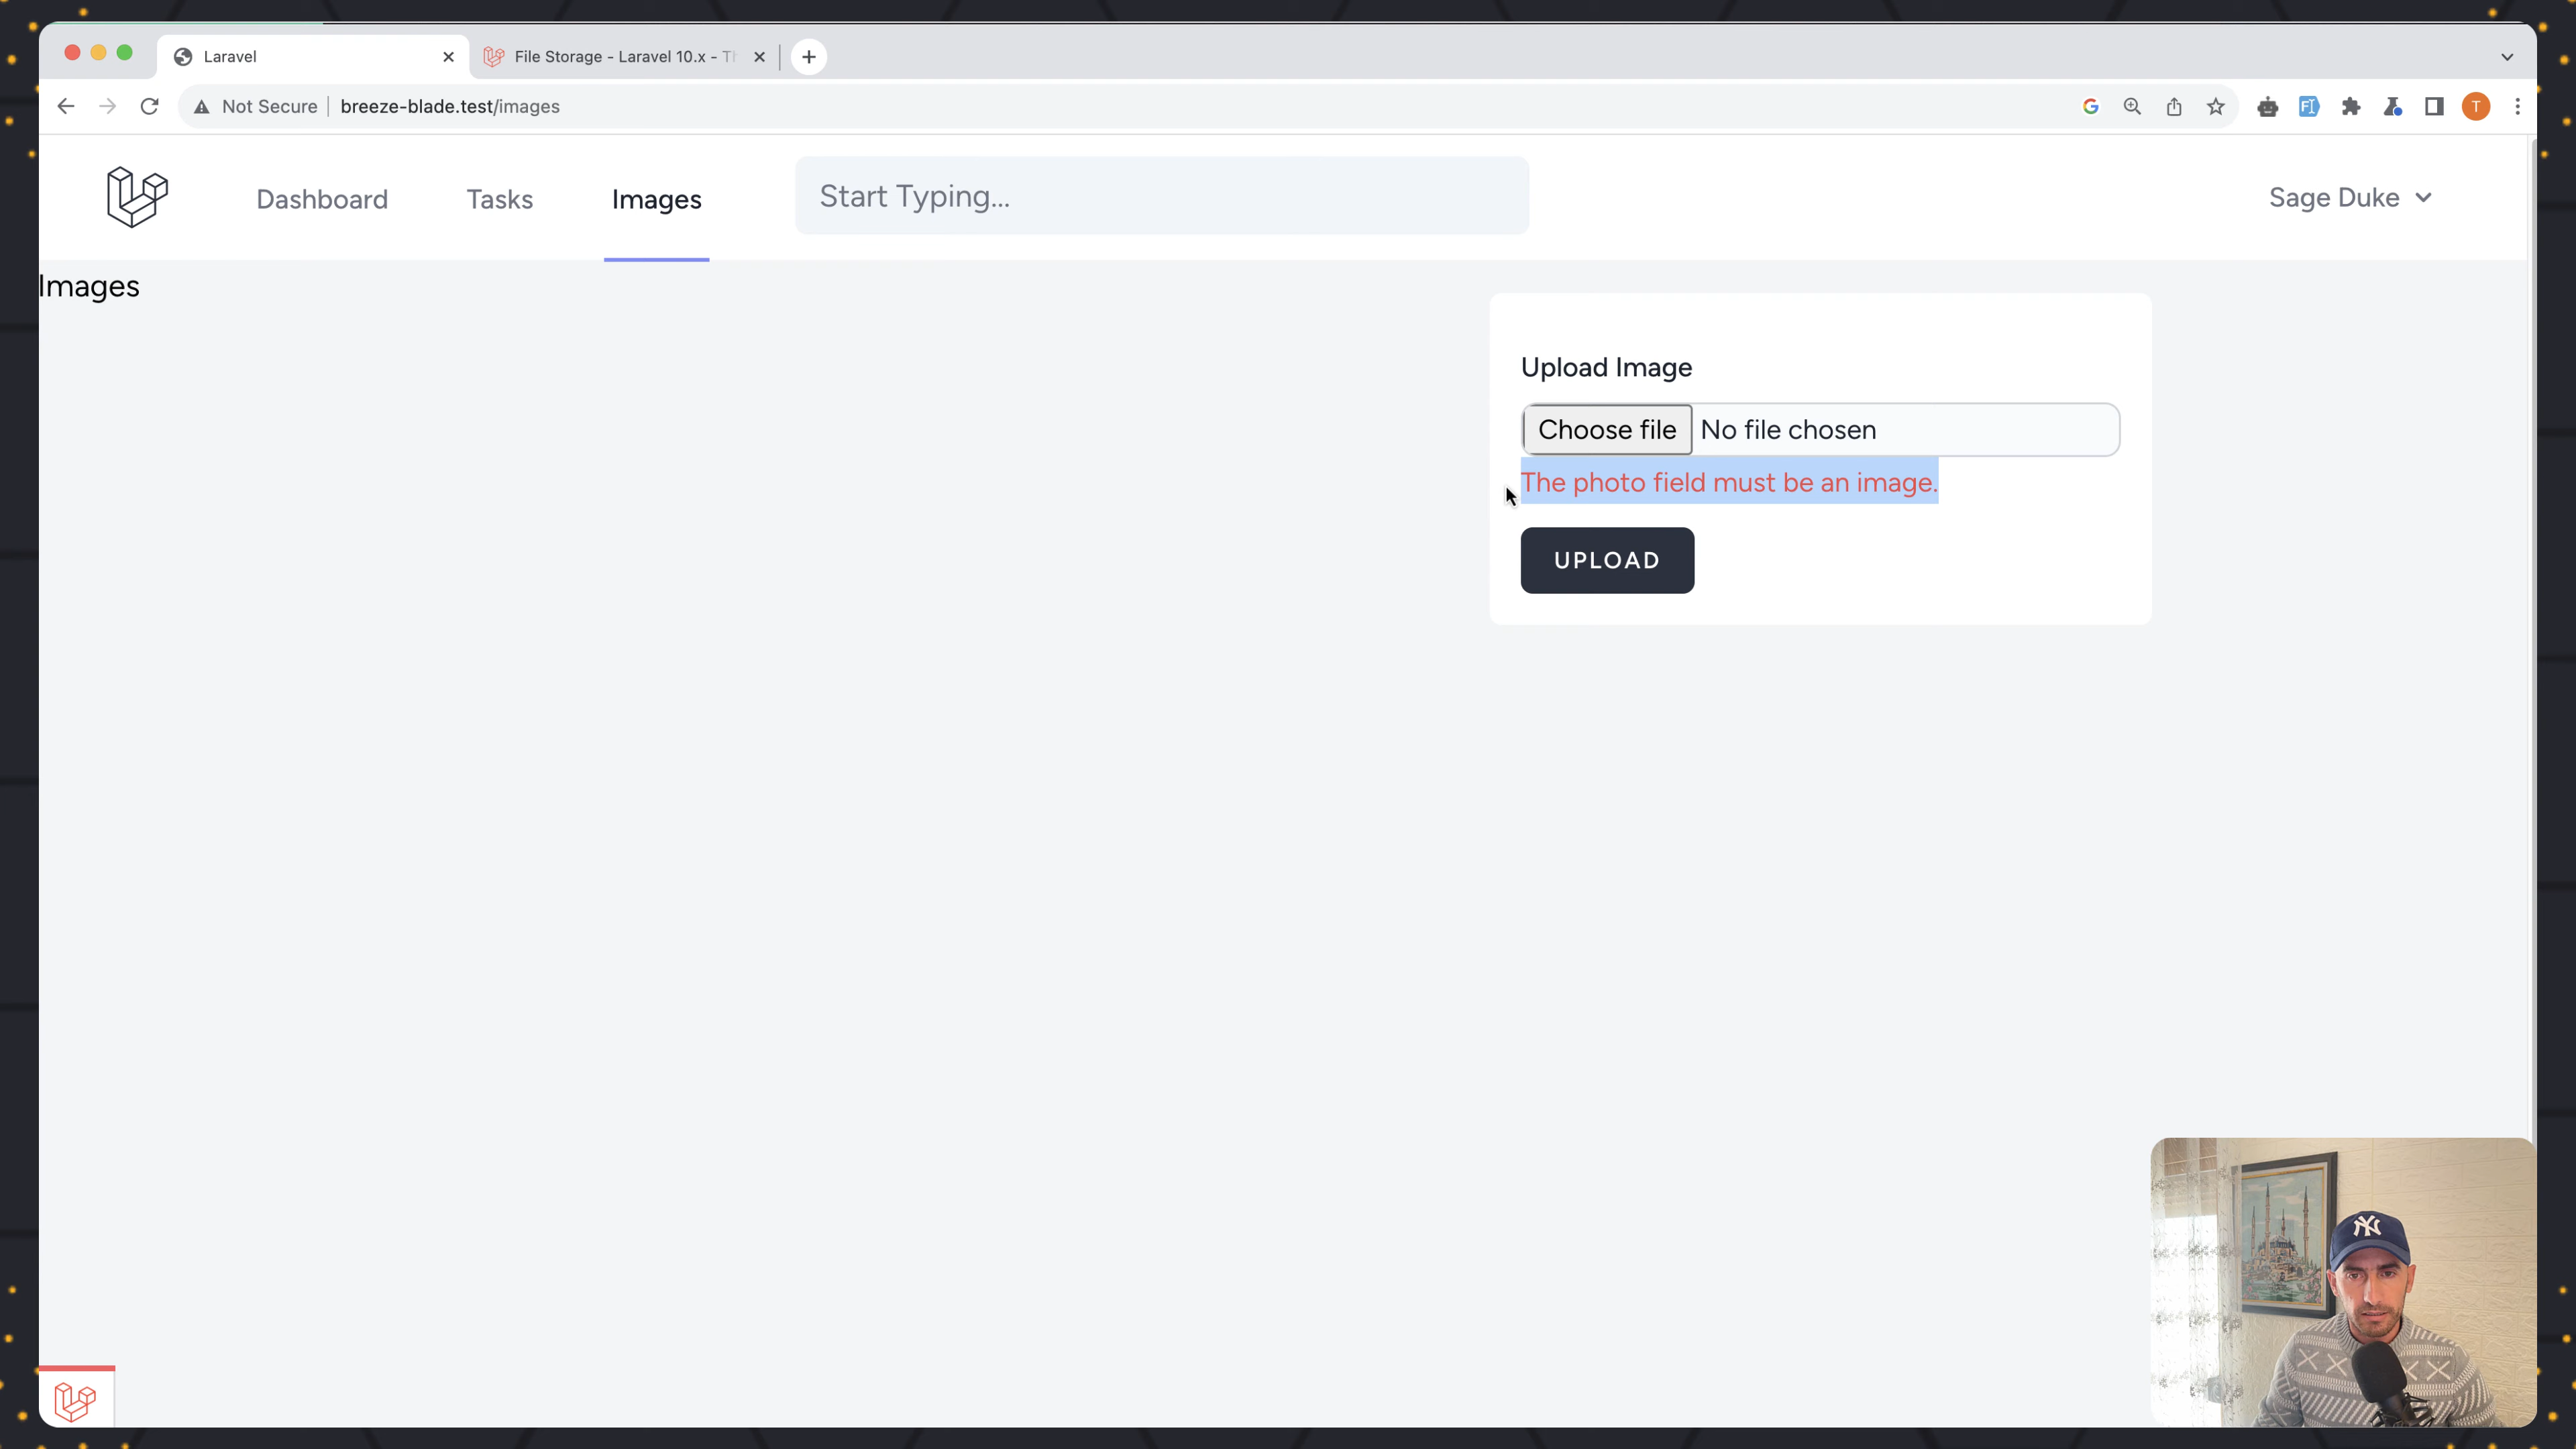 Laravel
File Storage - Laravel 10.x - Th
Not Secure
breeze-blade.test/images
T
Dashboard
Tasks
Images
Start Typing...
Sage Duke
Images
Upload Image
Choose file No file chosen
The photo field must be an image.
UPLOAD
NY